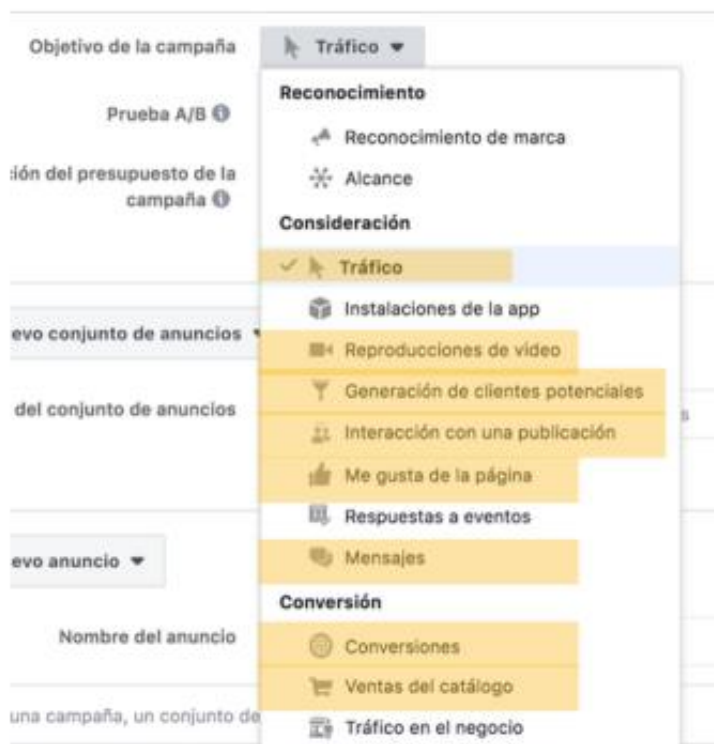 Objetivo de la campaña
Tráfico
Prueba A/B
ión del presupuesto de la
campaña
Reconocimiento
Reconocimiento de marca
Alcance
Consideración
Tráfico
Instalaciones de la app
Reproducciones de video
Generación de clientes potenciales
Interacción con una publicación
Me gusta de la página
Respuestas a eventos
Mensajes
Conversión
Conversiones
Ventas del catálogo
Tráfico en el negocio
evo conjunto de anuncios
del conjunto de anuncios
s
evo anuncio
Nombre del anuncio
una campaña, un conjunto de